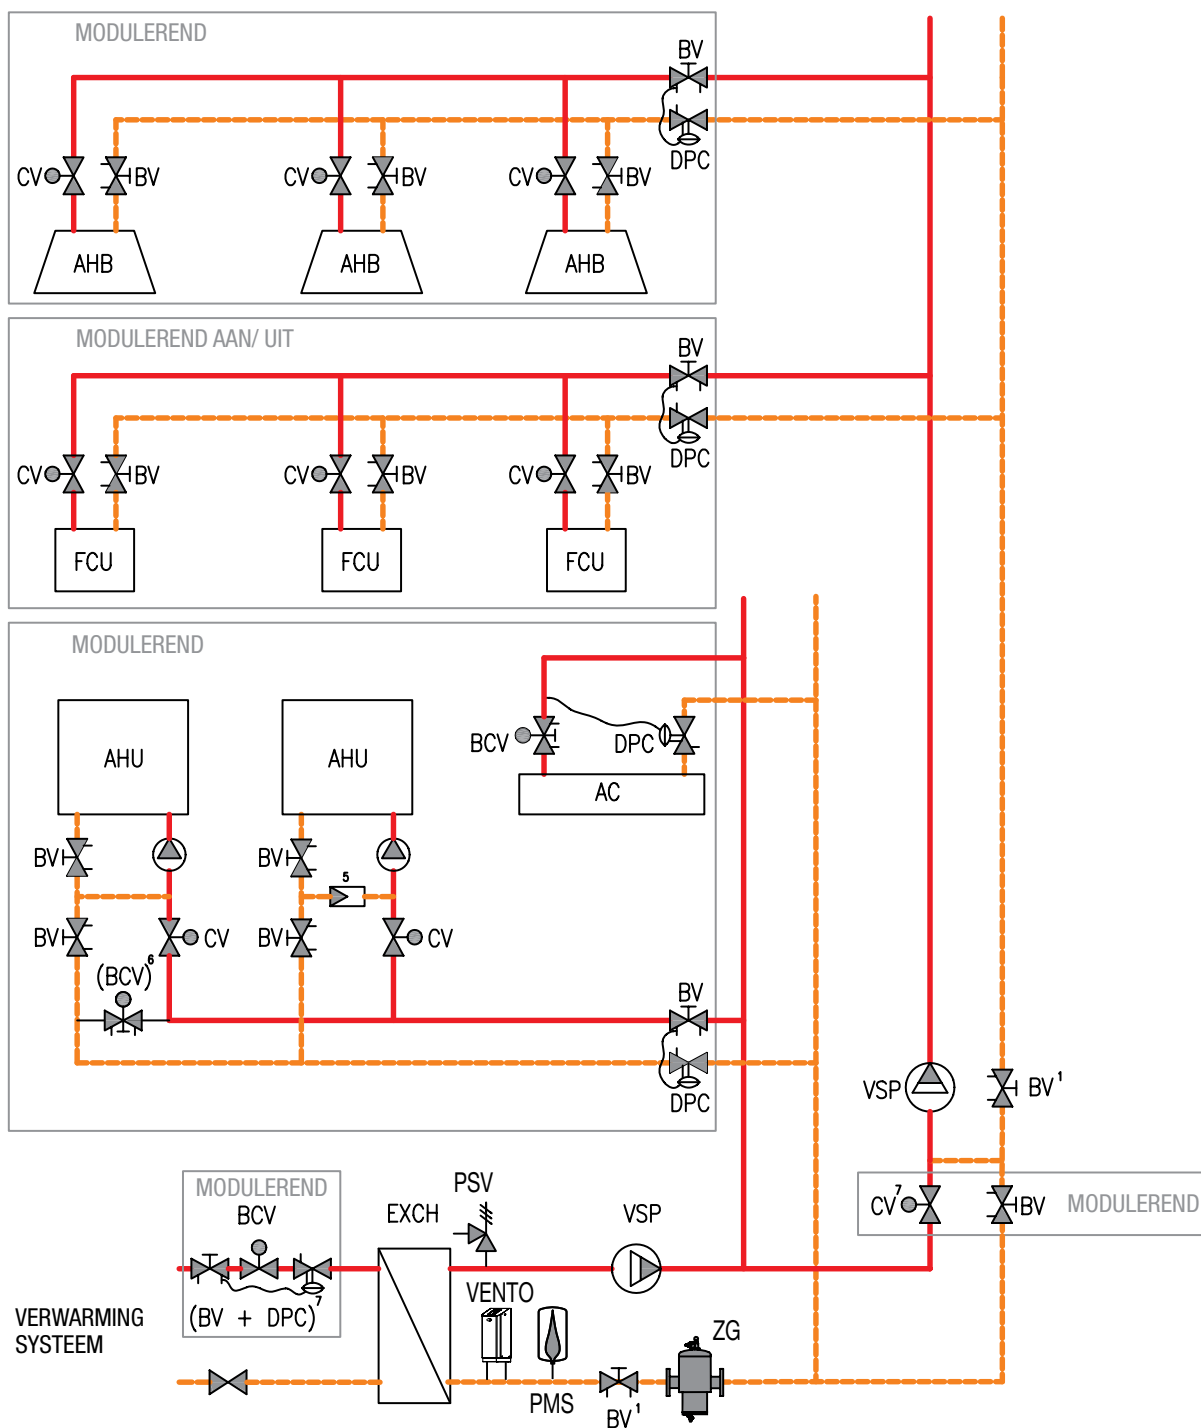 MODULEREND
BV
DPC
CV BV CV BV CV BV
AHB AHB AHB
MODULEREND AAN/ UIT
BV
DPC
CV BV CV BV CV BV
FCU FCU FCU
MODULEREND
AHU AHU
BCV DPC
AC
BV BV
5
BV CV BV CV
(BCV)⁶
BV
DPC
VSP BV¹
CV⁷ BV MODULEREND
MODULEREND
BCV
(BV + DPC)⁷
EXCH
PSV
VSP
VENTO
PMS
BV¹
ZG
VERWARMING
SYSTEEM